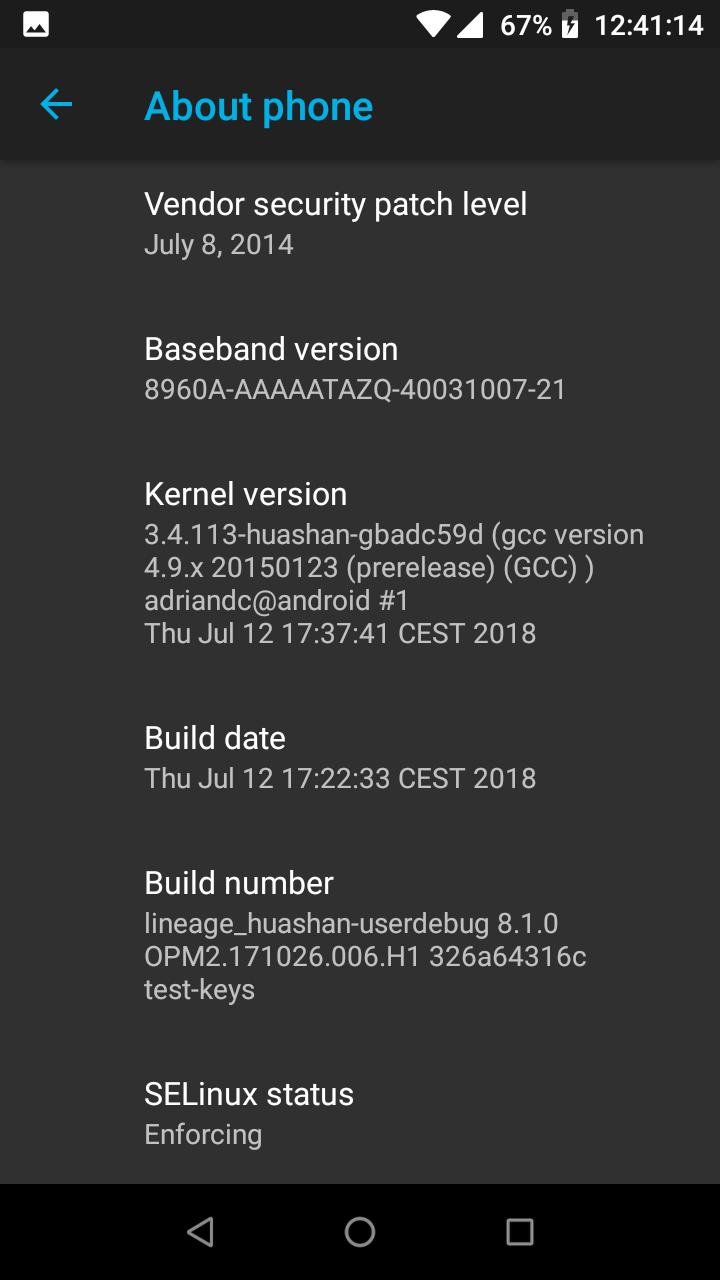 67% 12:41:14
About phone
Vendor security patch level
July 8, 2014
Baseband version
8960A-AAAAATAZQ-40031007-21
Kernel version
3.4.113-huashan-gbadc59d (gcc version
4.9.x 20150123 (prerelease) (GCC) )
adriandc@android #1
Thu Jul 12 17:37:41 CEST 2018
Build date
Thu Jul 12 17:22:33 CEST 2018
Build number
lineage_huashan-userdebug 8.1.0
OPM2.171026.006.H1 326a64316c
test-keys
SELinux status
Enforcing